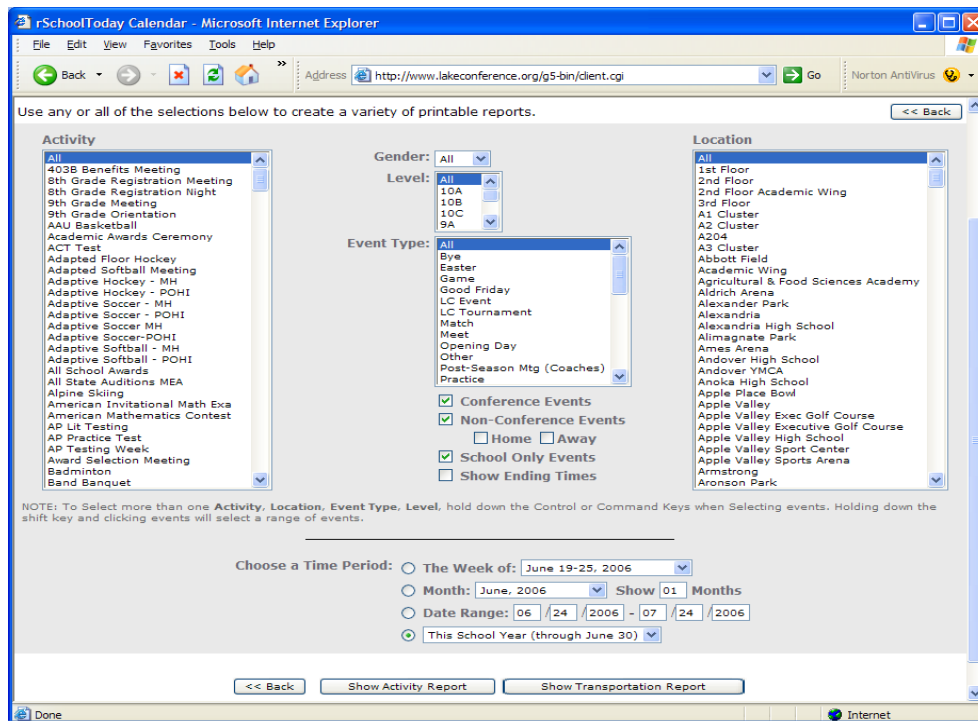 rSchoolToday Calendar - Microsoft Internet Explorer
File Edit View Favorites Tools Help
Back » Address http://www.lakeconference.org/g5-bin/client.cgi Go Norton AntiVirus
Use any or all of the selections below to create a variety of printable reports.
<< Back
Activity
All
403B Benefits Meeting
8th Grade Registration Meeting
8th Grade Registration Night
9th Grade Meeting
9th Grade Orientation
AAU Basketball
Academic Awards Ceremony
ACT Test
Adapted Floor Hockey
Adapted Softball Meeting
Adaptive Hockey - MH
Adaptive Hockey - POHI
Adaptive Soccer - MH
Adaptive Soccer - POHI
Adaptive Soccer MH
Adaptive Soccer-POHI
Adaptive Softball - MH
Adaptive Softball - POHI
All School Awards
All State Auditions MEA
Alpine Skiing
American Invitational Math Exa
American Mathematics Contest
AP Lit Testing
AP Practice Test
AP Testing Week
Award Selection Meeting
Badminton
Band Banquet
Gender: All
Level: All
10A
10B
10C
9A
Event Type: All
Bye
Easter
Game
Good Friday
LC Event
LC Tournament
Match
Meet
Opening Day
Other
Post-Season Mtg (Coaches)
Practice
Conference Events
Non-Conference Events
Home Away
School Only Events
Show Ending Times
Location
All
1st Floor
2nd Floor
2nd Floor Academic Wing
3rd Floor
A1 Cluster
A2 Cluster
A204
A3 Cluster
Abbott Field
Academic Wing
Agricultural & Food Sciences Academy
Aldrich Arena
Alexander Park
Alexandria
Alexandria High School
Alimagnate Park
Ames Arena
Andover High School
Andover YMCA
Anoka High School
Apple Place Bowl
Apple Valley
Apple Valley Exec Golf Course
Apple Valley Executive Golf Course
Apple Valley High School
Apple Valley Sport Center
Apple Valley Sports Arena
Armstrong
Aronson Park
NOTE: To Select more than one Activity, Location, Event Type, Level, hold down the Control or Command Keys when Selecting events. Holding down the
shift key and clicking events will select a range of events.
Choose a Time Period: The Week of: June 19-25, 2006
Month: June, 2006 Show 01 Months
Date Range: 06 /24 /2006 - 07 /24 /2006
This School Year (through June 30)
<< Back Show Activity Report Show Transportation Report
Done Internet